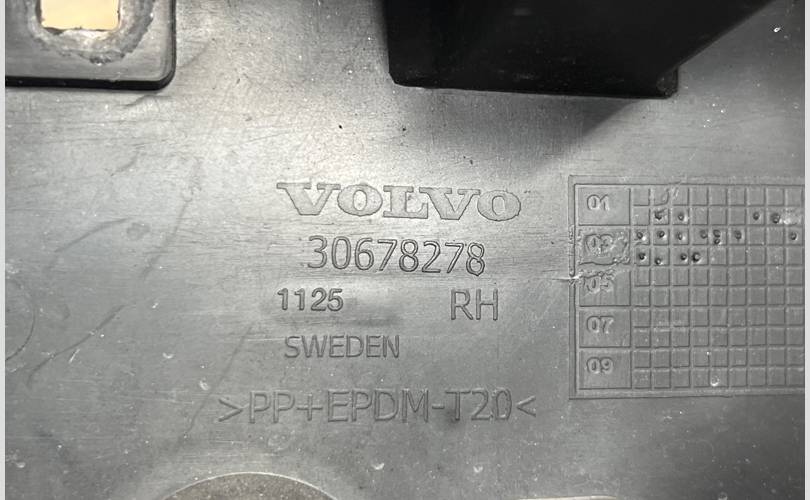 VOLVO
30678278
1125 RH
SWEDEN
>PP+EPDM-T20<
01
03
05
07
09